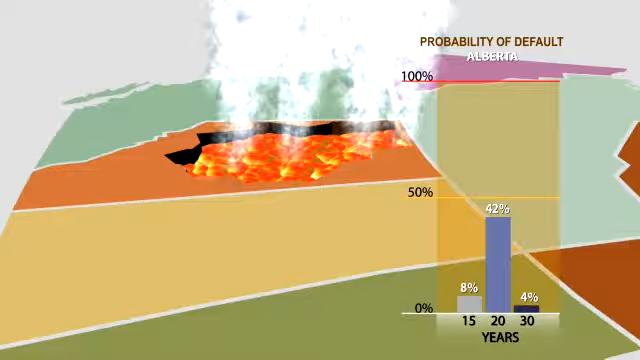 PROBABILITY OF DEFAULT
ALBERTA
100%
50%
42%
8%
4%
0%
15 20 30
YEARS